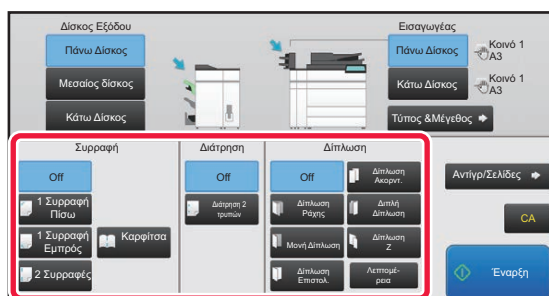 Δίσκος Εξόδου
Εισαγωγέας
Πάνω Δίσκος
Μεσαίος δίσκος
Κάτω Δίσκος
Πάνω Δίσκος
Κοινό 1
A3
Κάτω Δίσκος
Κοινό 1
A3
Τύπος &Μέγεθος
Συρραφή
Διάτρηση
Δίπλωση
Off
1 Συρραφή
Πίσω
1 Συρραφή
Εμπρός
Καρφίτσα
2 Συρραφές
Off
Διάτρηση 2
τρυπών
Off
Δίπλωση
Ακορντ.
Δίπλωση
Ράχης
Διπλή
Δίπλωση
Μονή Δίπλωση
Δίπλωση
Z
Δίπλωση
Επιστολ.
Λεπτομέ-
ρεια
Αντίγρ/Σελίδες
CA
Έναρξη